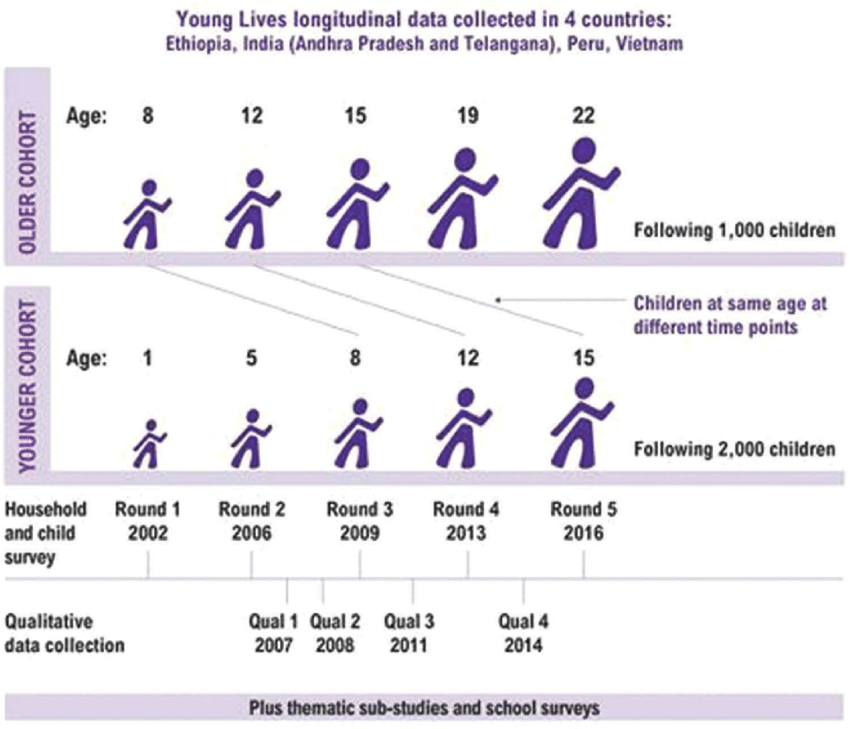 Young Lives longitudinal data collected in 4 countries:
Ethiopia, India (Andhra Pradesh and Telangana), Peru, Vietnam
OLDER COHORT
Age: 8 12 15 19 22
Following 1,000 children
Children at same age at
different time points
YOUNGER COHORT
Age: 1 5 8 12 15
Following 2,000 children
Household
and child
survey
Round 1 Round 2 Round 3 Round 4 Round 5
2002 2006 2009 2013 2016
Qualitative
data collection
Qual 1 Qual 2 Qual 3 Qual 4
2007 2008 2011 2014
Plus thematic sub-studies and school surveys